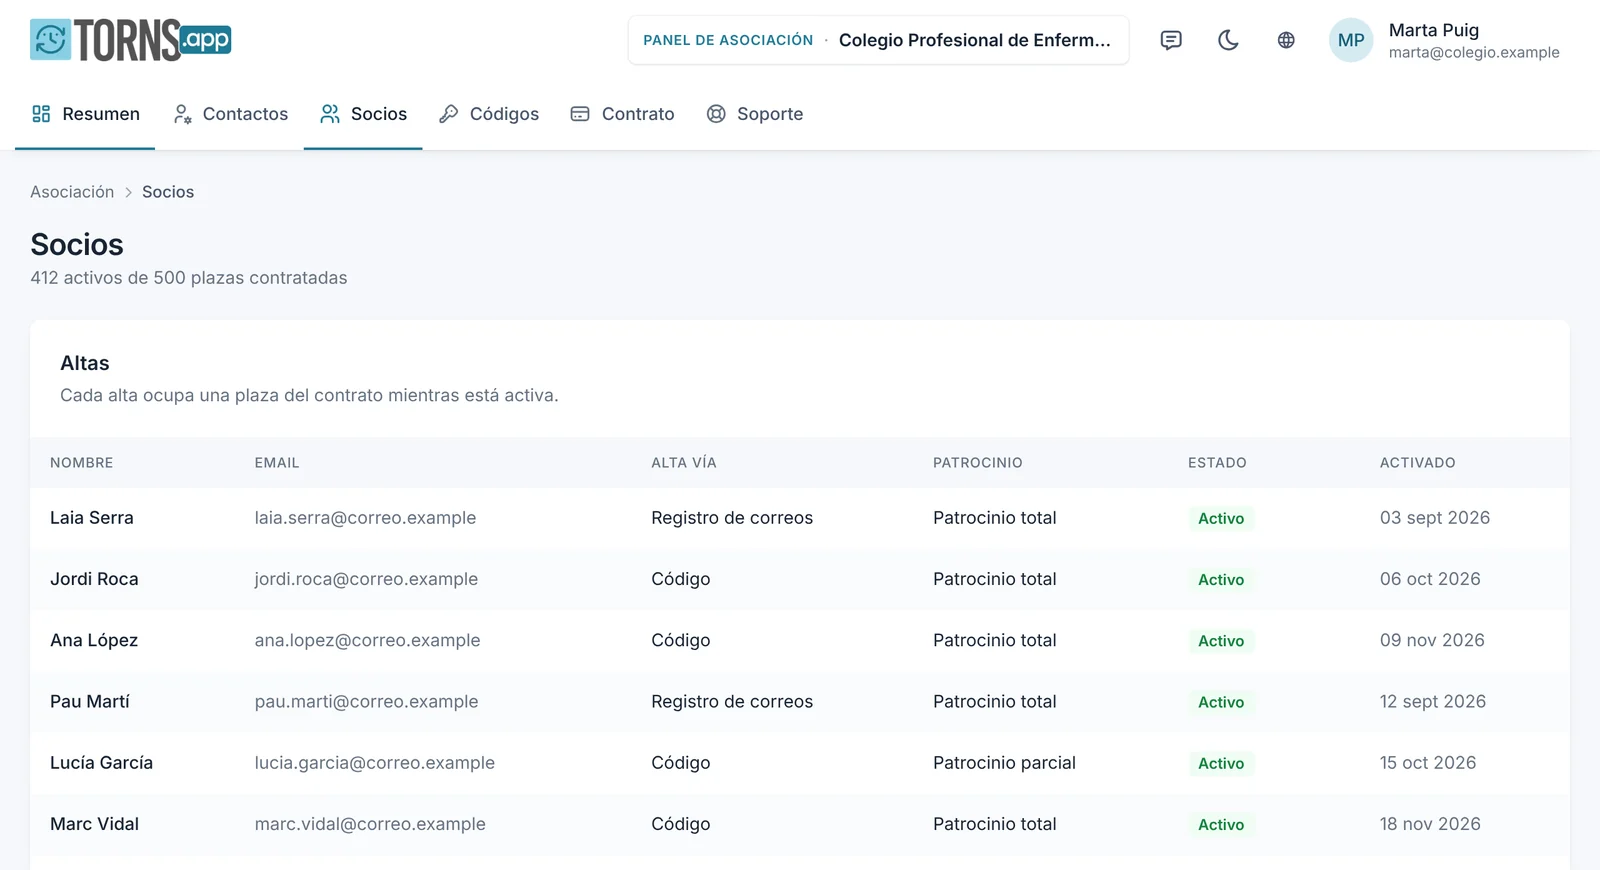 TORNS.app
PANEL DE ASOCIACIÓN · Colegio Profesional de Enferm...
MP
Marta Puig
marta@colegio.example
Resumen
Contactos
Socios
Códigos
Contrato
Soporte
Asociación > Socios
Socios
412 activos de 500 plazas contratadas
Altas
Cada alta ocupa una plaza del contrato mientras está activa.
NOMBRE EMAIL ALTA VÍA PATROCINIO ESTADO ACTIVADO
Laia Serra laia.serra@correo.example Registro de correos Patrocinio total Activo 03 sept 2026
Jordi Roca jordi.roca@correo.example Código Patrocinio total Activo 06 oct 2026
Ana López ana.lopez@correo.example Código Patrocinio total Activo 09 nov 2026
Pau Martí pau.marti@correo.example Registro de correos Patrocinio total Activo 12 sept 2026
Lucía García lucia.garcia@correo.example Código Patrocinio parcial Activo 15 oct 2026
Marc Vidal marc.vidal@correo.example Código Patrocinio total Activo 18 nov 2026